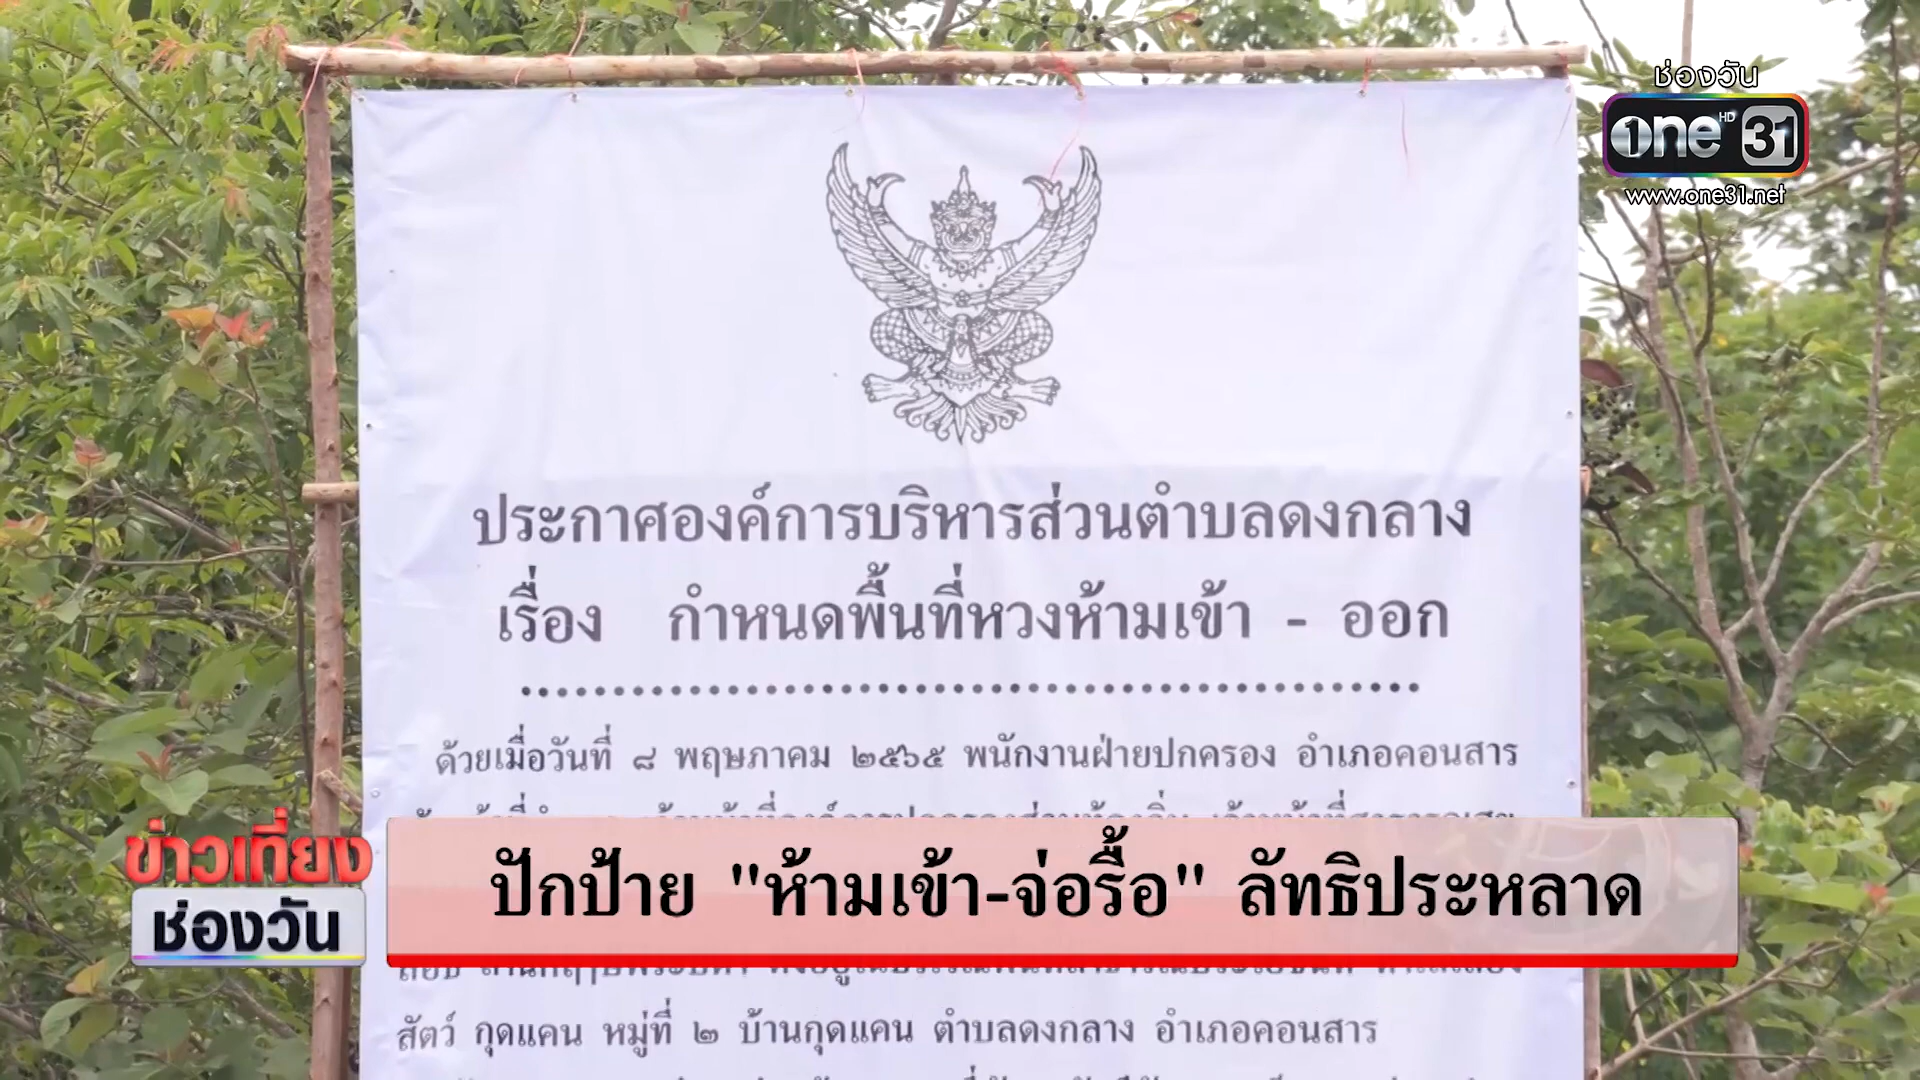 ช่องวัน
one HD 31
www.one31.net
ประกาศองค์การบริหารส่วนตำบลดงกลาง
เรื่อง กำหนดพื้นที่หวงห้ามเข้า - ออก
ด้วยเมื่อวันที่ ๘ พฤษภาคม ๒๕๖๕ พนักงานฝ่ายปกครอง อำเภอคอนสาร
ข่าวเที่ยง
ช่องวัน
ปักป้าย "ห้ามเข้า-จ่อรื้อ" ลัทธิประหลาด
สัตว์ กุดแคน หมู่ที่ ๒ บ้านกุดแคน ตำบลดงกลาง อำเภอคอนสาร